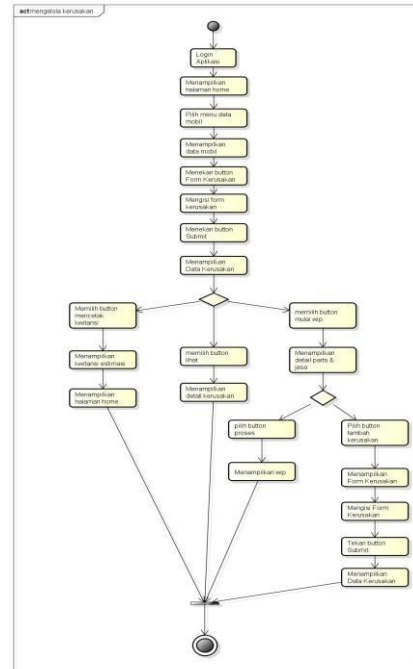 act mengelola kerusakan
Login
Aplikasi
Menampilkan
halaman home
Pilih menu data
mobil
Menampilkan
data mobil
Menekan button
Form Kerusakan
Mengisi form
kerusakan
Menekan button
Submit
Menampilkan
Data Kerusakan
Memilih button
mencetak
kwitansi
Menampilkan
kwitansi estimasi
Menampilkan
halaman home
memilih button
lihat
Menampilkan
detail kerusakan
memilih button
mulai wip
Menampilkan
detail parts &
jasa
pilih button
proses
Menampilkan wip
Pilih button
tambah
kerusakan
Menampilkan
Form Kerusakan
Mengisi Form
Kerusakan
Tekan button
Submit
Menampilkan
Data Kerusakan